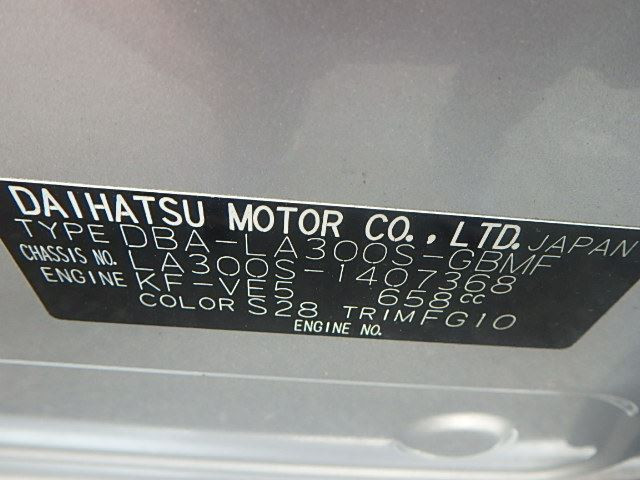 DAIHATSU MOTOR CO., LTD. JAPAN
TYPE DBA-LA300S-GBMF
CHASSIS NO. LA300S-1407368
ENGINE KF-VE5 658cc
COLOR S28 TRIM FG10
ENGINE NO.